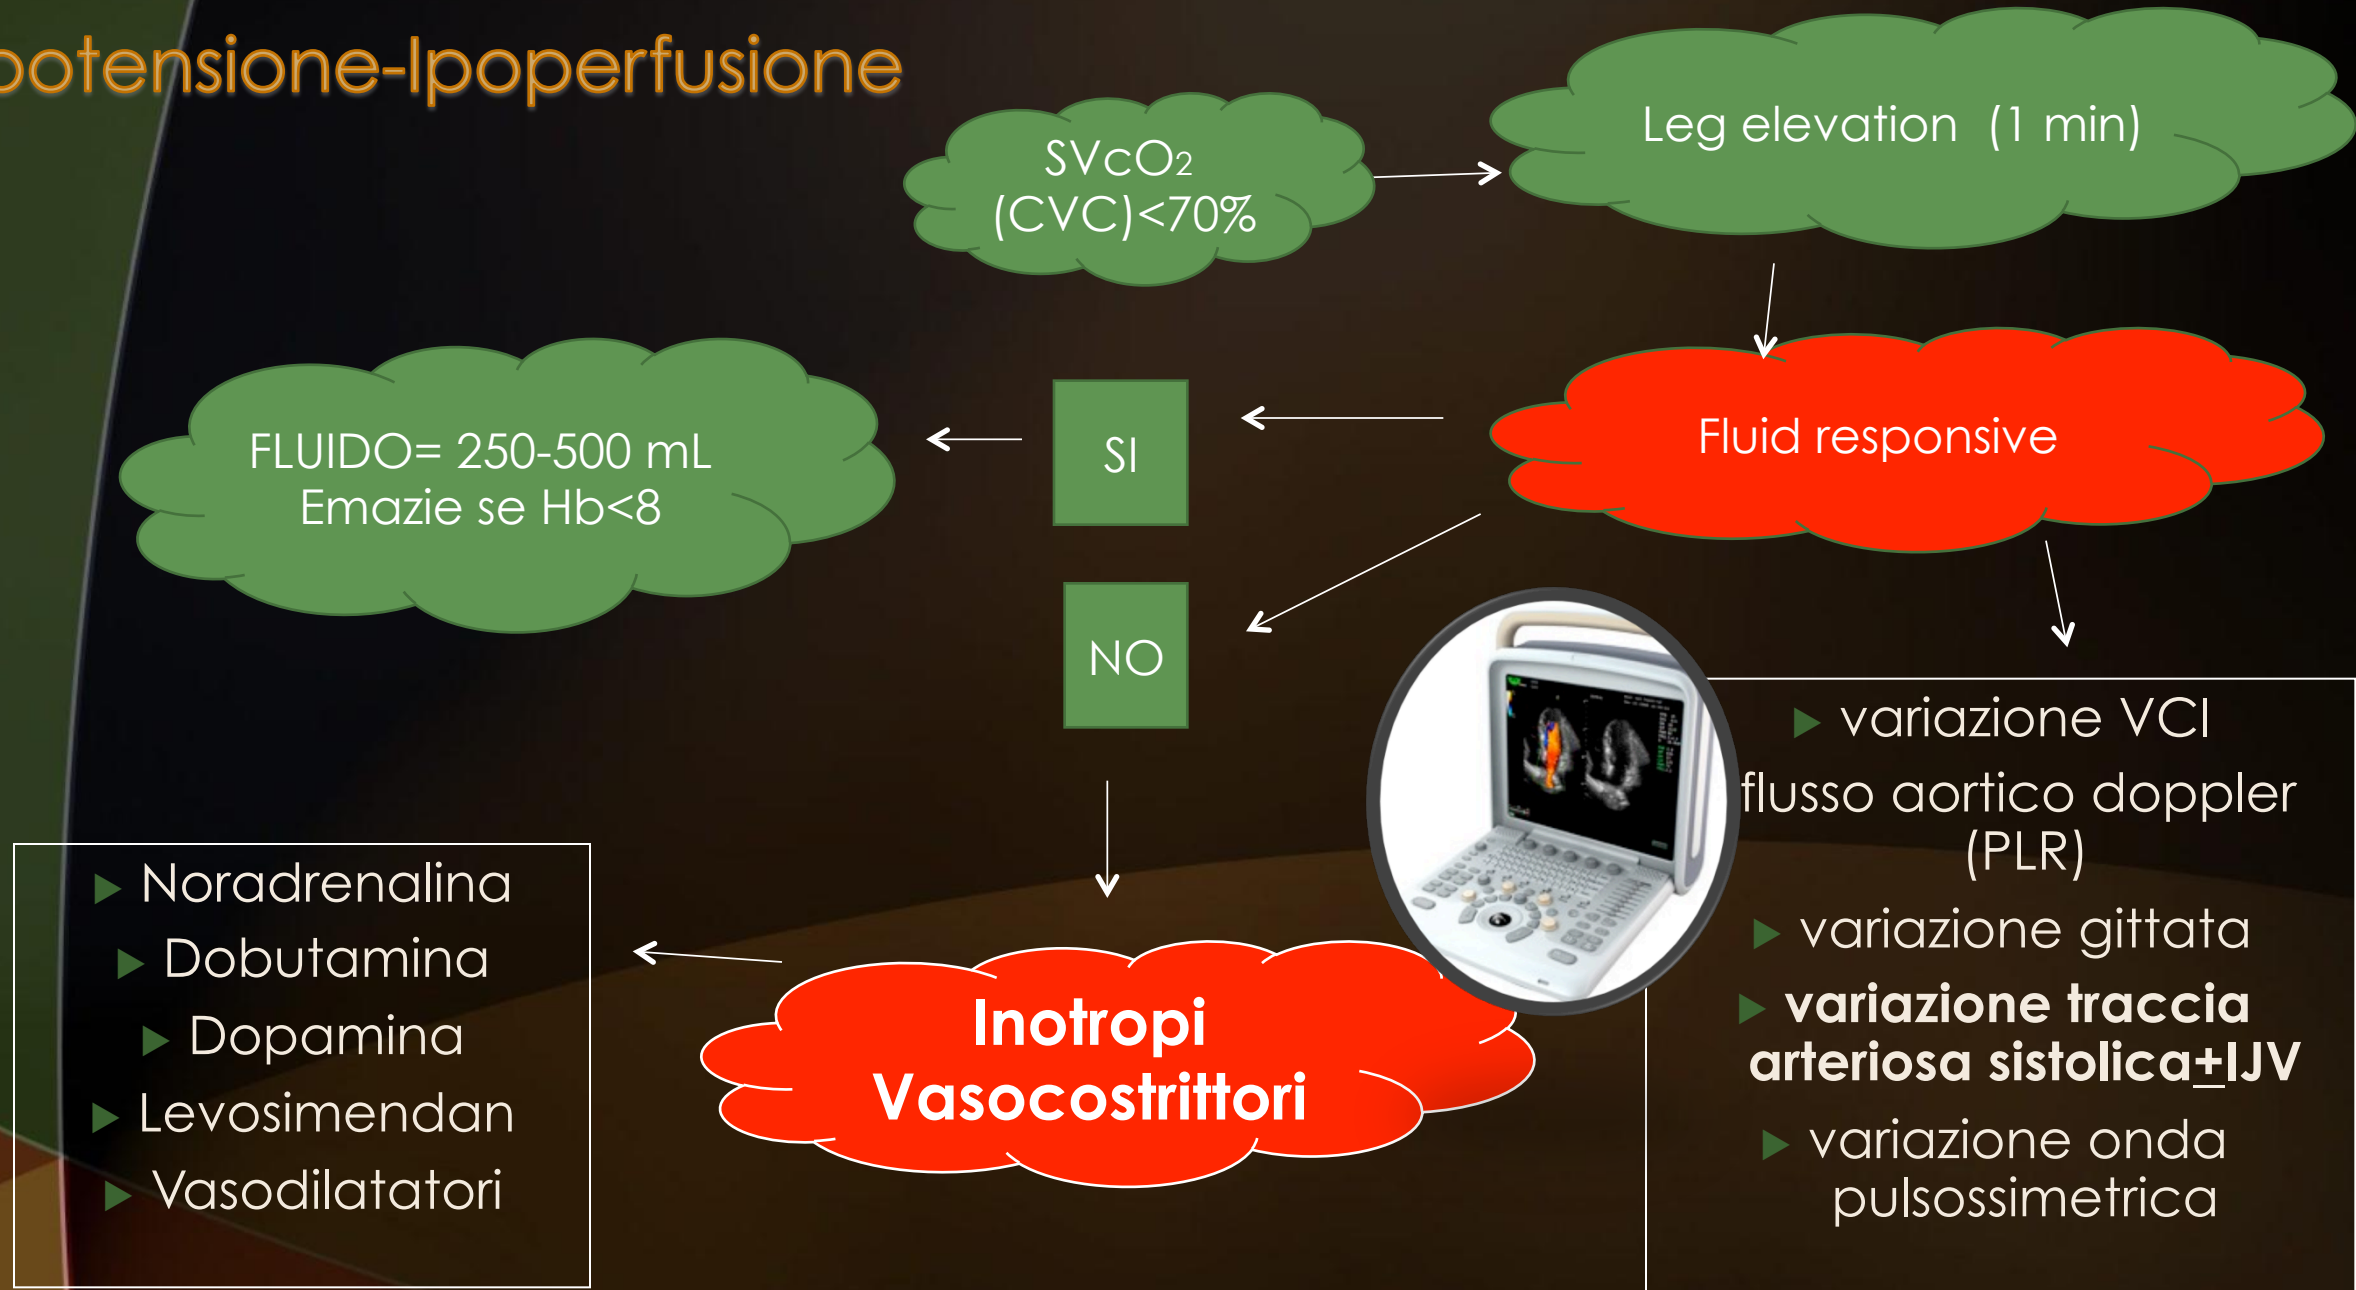 potensione-Ipoperfusione
SVcO₂
(CVC)<70%
Leg elevation (1 min)
FLUIDO= 250-500 mL
Emazie se Hb<8
SI
Fluid responsive
NO
variazione VCI
flusso aortico doppler
(PLR)
variazione gittata
variazione traccia
arteriosa sistolica±IJV
variazione onda
pulsossimetrica
Inotropi
Vasocostrittori
Noradrenalina
Dobutamina
Dopamina
Levosimendan
Vasodilatatori